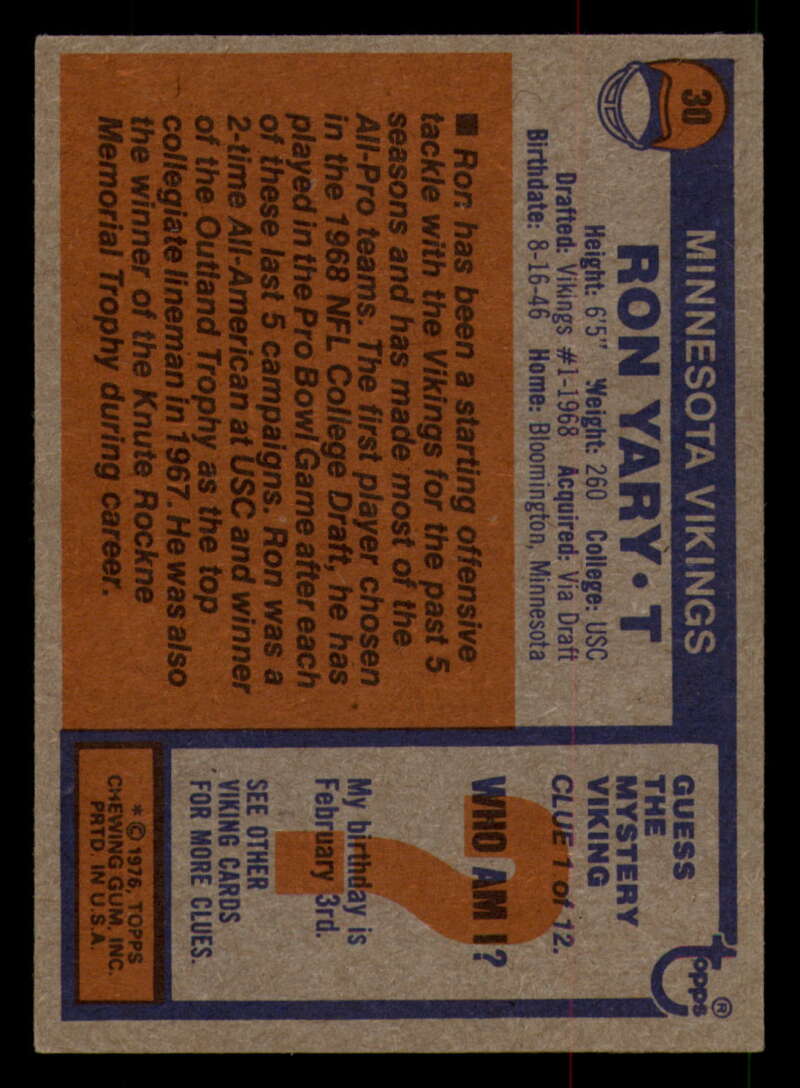 30
MINNESOTA VIKINGS
RON YARY • T
Height: 6'5" Weight: 260 College: USC
Drafted: Vikings #1-1968 Acquired: Via Draft
Birthdate: 8-16-46 Home: Bloomington, Minnesota
■ Ron has been a starting offensive
tackle with the Vikings for the past 5
seasons and has made most of the
All-Pro teams. The first player chosen
in the 1968 NFL College Draft, he has
played in the Pro Bowl Game after each
of these last 5 campaigns. Ron was a
2-time All-American at USC and winner
of the Outland Trophy as the top
collegiate lineman in 1967. He was also
the winner of the Knute Rockne
Memorial Trophy during career.
topps®
GUESS
THE
MYSTERY
VIKING
CLUE 1 of 12.
WHO AM I?
My birthday is
February 3rd.
SEE OTHER
VIKING CARDS
FOR MORE CLUES.
* © 1976, TOPPS
CHEWING GUM, INC.
PRTD. IN U.S.A.